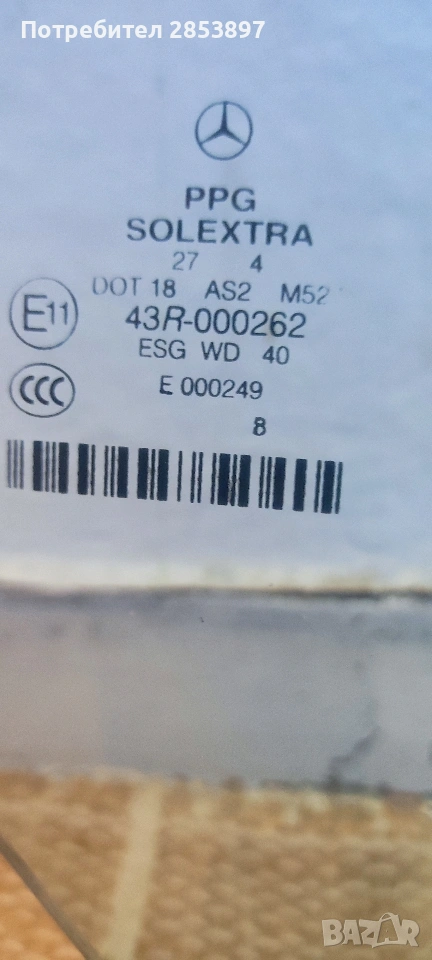 Потребител 2853897
PPG
SOLEXTRA
27 4
DOT 18 AS2 M52
E11
43R-000262
ESG WD 40
CCC
E 000249
8
BAZAR